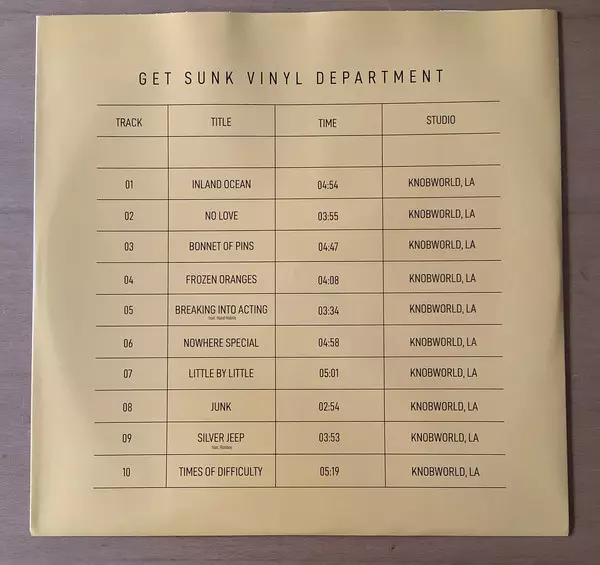 GET SUNK VINYL DEPARTMENT
TRACK TITLE TIME STUDIO
01 INLAND OCEAN 04:54 KNOBWORLD, LA
02 NO LOVE 03:55 KNOBWORLD, LA
03 BONNET OF PINS 04:47 KNOBWORLD, LA
04 FROZEN ORANGES 04:08 KNOBWORLD, LA
05 BREAKING INTO ACTING 03:34 KNOBWORLD, LA
feat.
06 NOWHERE SPECIAL 04:58 KNOBWORLD, LA
07 LITTLE BY LITTLE 05:01 KNOBWORLD, LA
08 JUNK 02:54 KNOBWORLD, LA
09 SILVER JEEP 03:53 KNOBWORLD, LA
feat.
10 TIMES OF DIFFICULTY 05:19 KNOBWORLD, LA